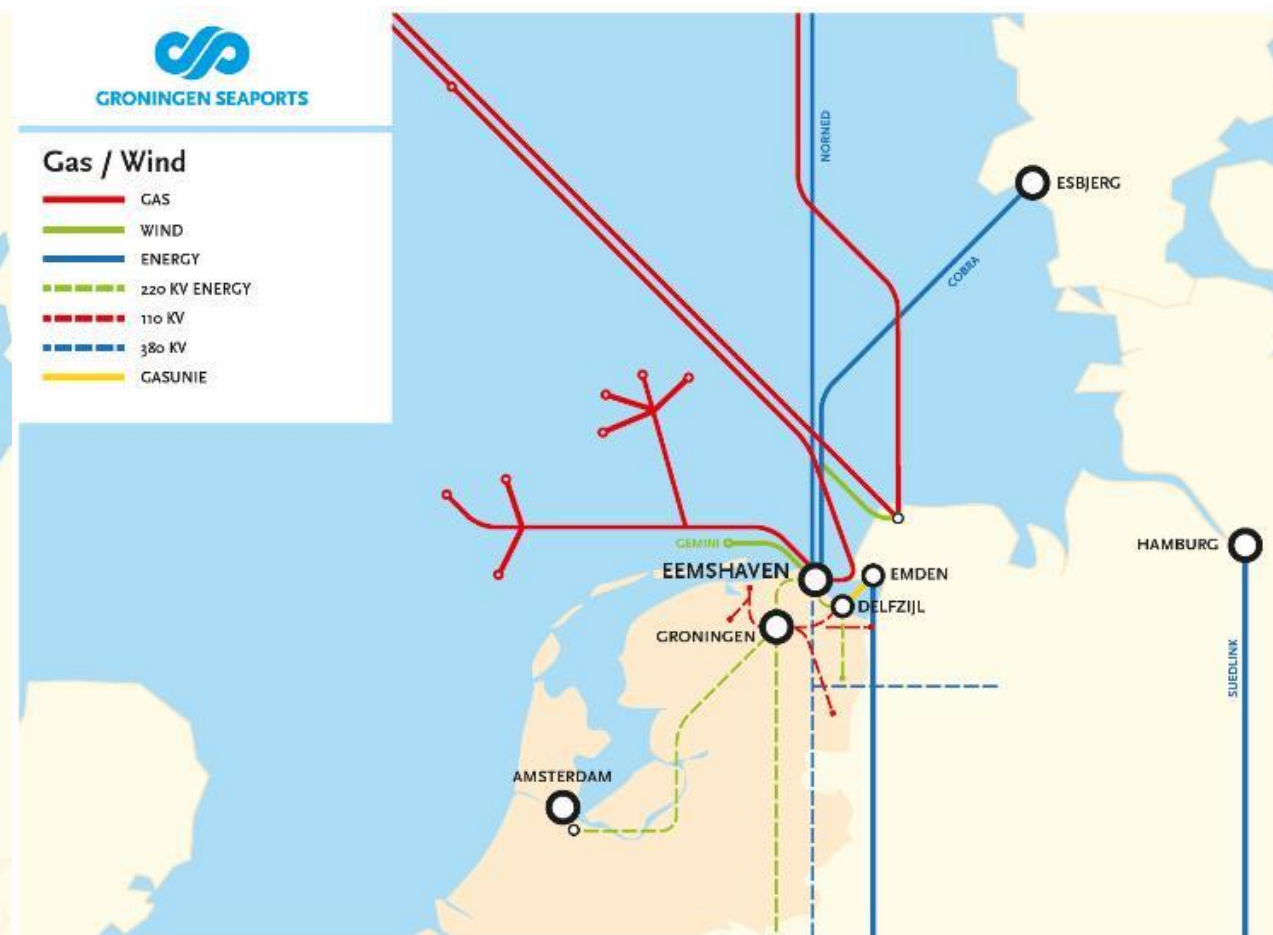 GRONINGEN SEAPORTS
Gas / Wind
GAS
WIND
ENERGY
220 KV ENERGY
110 KV
380 KV
GASUNIE
NORNED
ESBJERG
COBRA
HAMBURG
GEMINI
EEMSHAVEN
EMDEN
DELFZIJL
GRONINGEN
SUEDLINK
AMSTERDAM